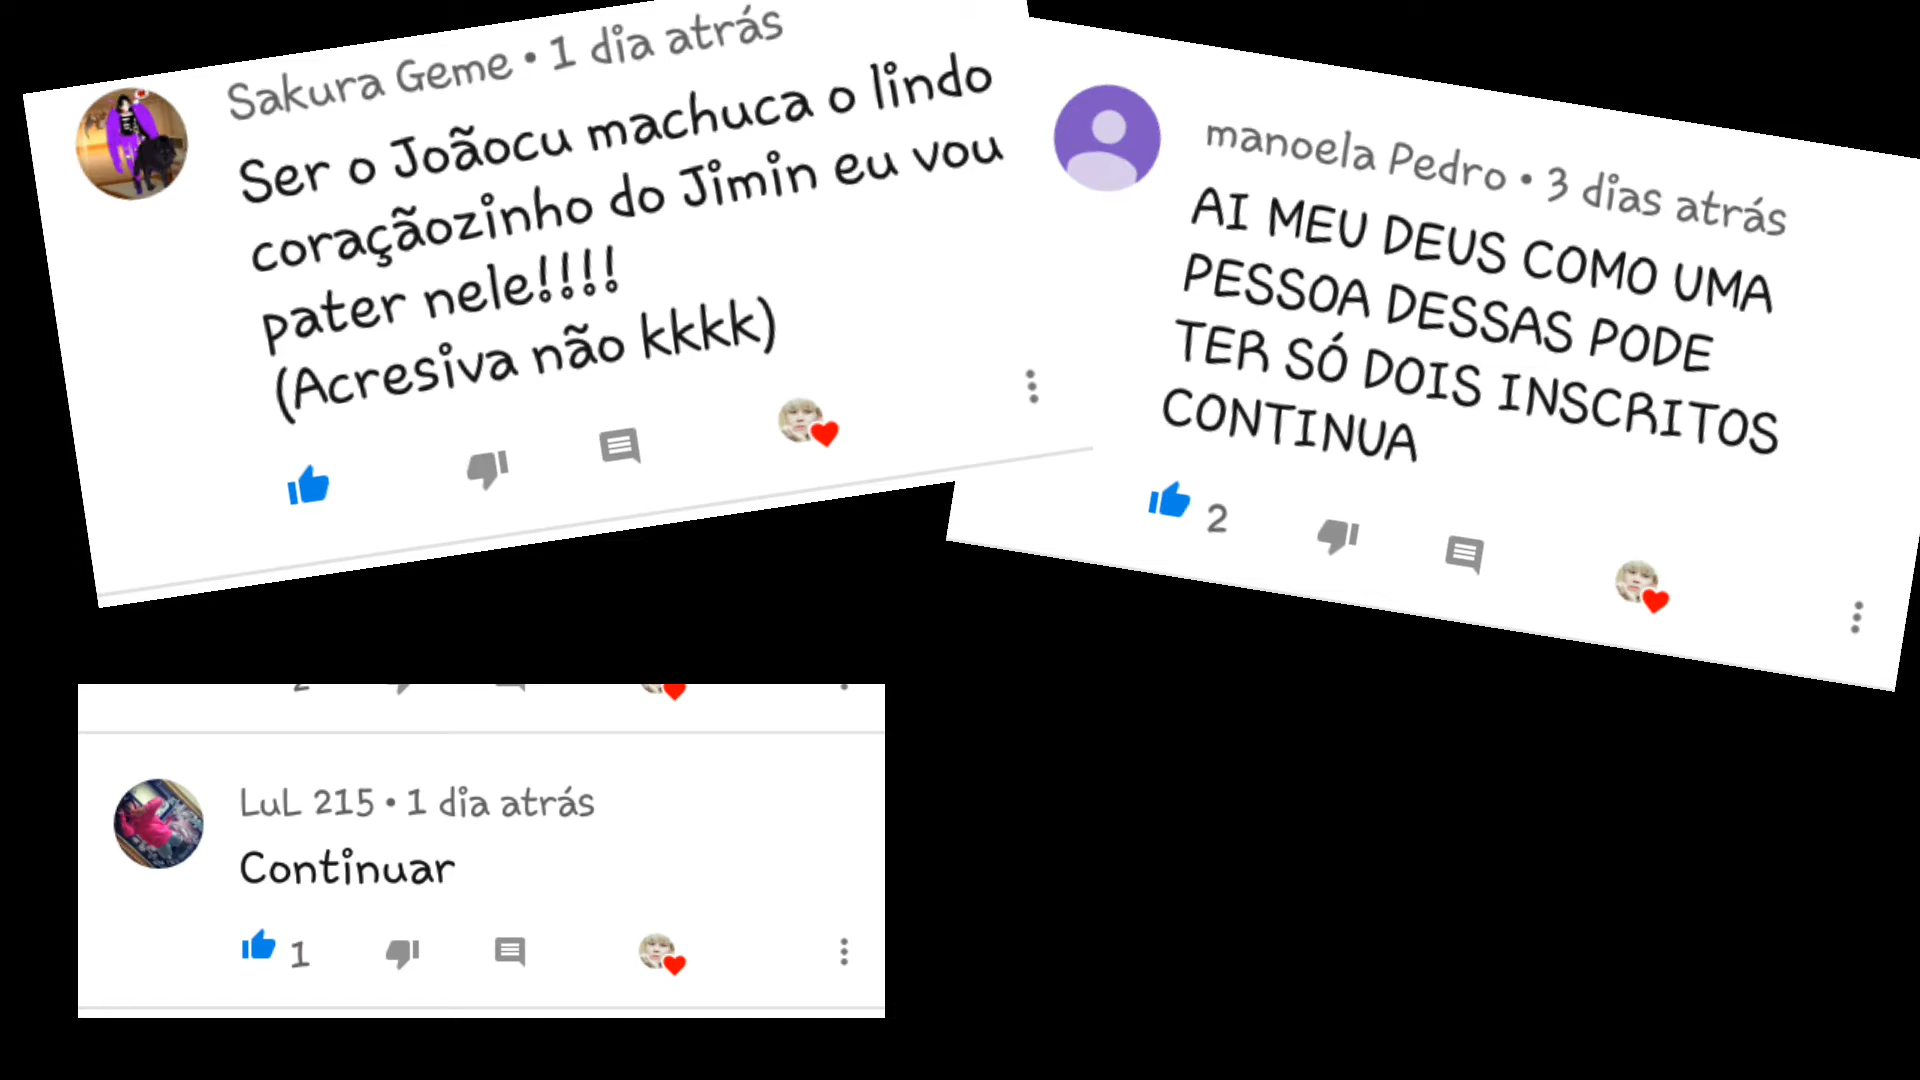 Sakura Geme • 1 dia atrás
Ser o Joãocu machuca o lindo
coraçãozinho do Jimin eu vou
pater nele!!!!
(Acresiva não kkkk)
manoela Pedro • 3 dias atrás
AI MEU DEUS COMO UMA
PESSOA DESSAS PODE
TER SÓ DOIS INSCRITOS
CONTINUA
2
LuL 215 • 1 dia atrás
Continuar
1